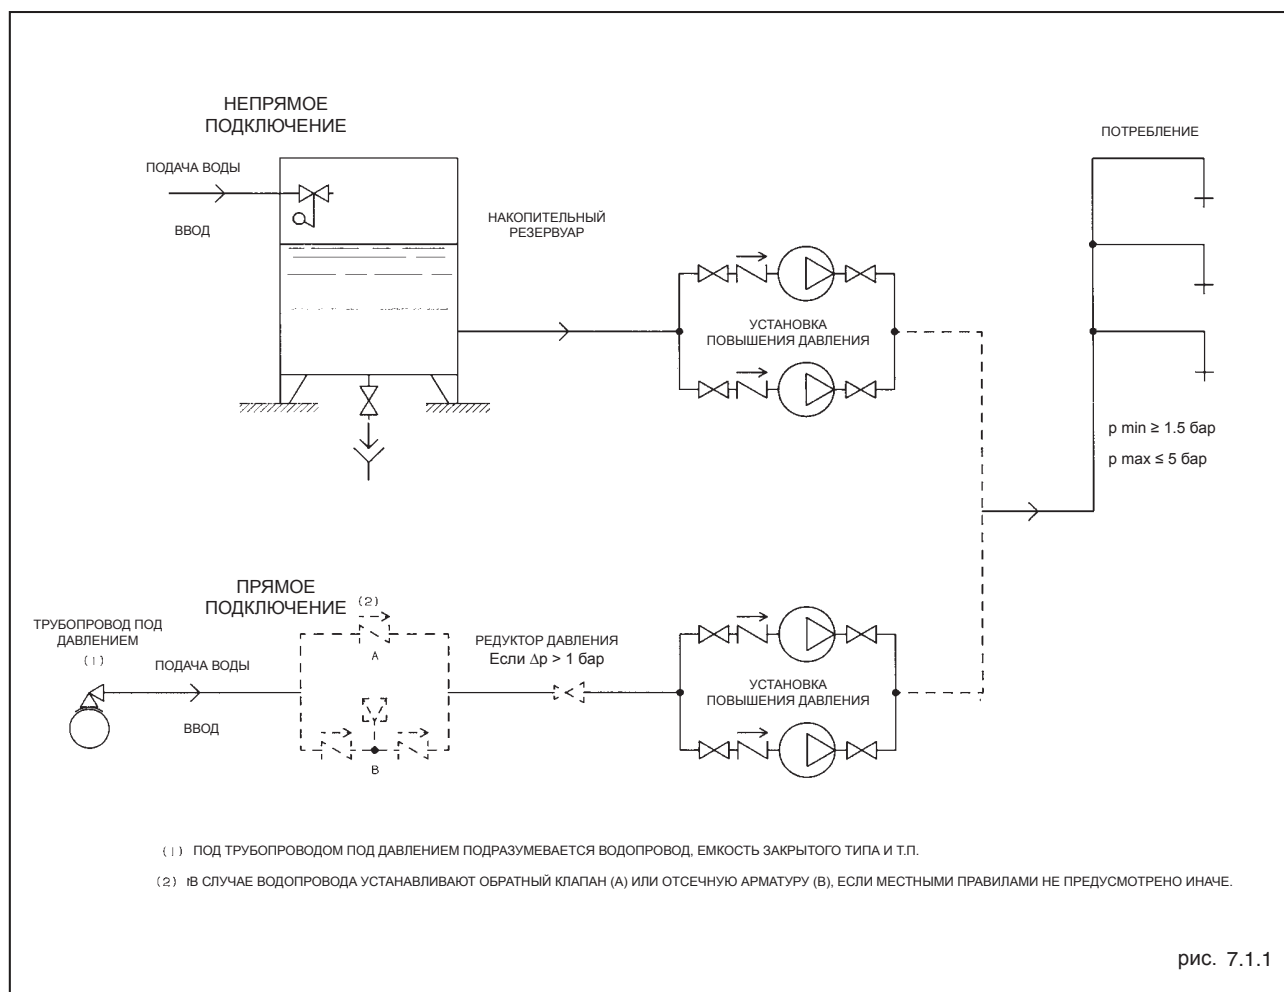 НЕПРЯМОЕ
ПОДКЛЮЧЕНИЕ
ПОДАЧА ВОДЫ
ВВОД
НАКОПИТЕЛЬНЫЙ
РЕЗЕРВУАР
УСТАНОВКА
ПОВЫШЕНИЯ ДАВЛЕНИЯ
ПОТРЕБЛЕНИЕ
p min ≥ 1.5 бар
p max ≤ 5 бар
ПРЯМОЕ
ПОДКЛЮЧЕНИЕ
(2)
A
B
ТРУБОПРОВОД ПОД
ДАВЛЕНИЕМ
(1)
ПОДАЧА ВОДЫ
ВВОД
РЕДУКТОР ДАВЛЕНИЯ
Если Δp > 1 бар
УСТАНОВКА
ПОВЫШЕНИЯ ДАВЛЕНИЯ
(1) ПОД ТРУБОПРОВОДОМ ПОД ДАВЛЕНИЕМ ПОДРАЗУМЕВАЕТСЯ ВОДОПРОВОД, ЕМКОСТЬ ЗАКРЫТОГО ТИПА И Т.П.
(2) В СЛУЧАЕ ВОДОПРОВОДА УСТАНАВЛИВАЮТ ОБРАТНЫЙ КЛАПАН (А) ИЛИ ОТСЕЧНУЮ АРМАТУРУ (В), ЕСЛИ МЕСТНЫМИ ПРАВИЛАМИ НЕ ПРЕДУСМОТРЕНО ИНАЧЕ.
рис. 7.1.1